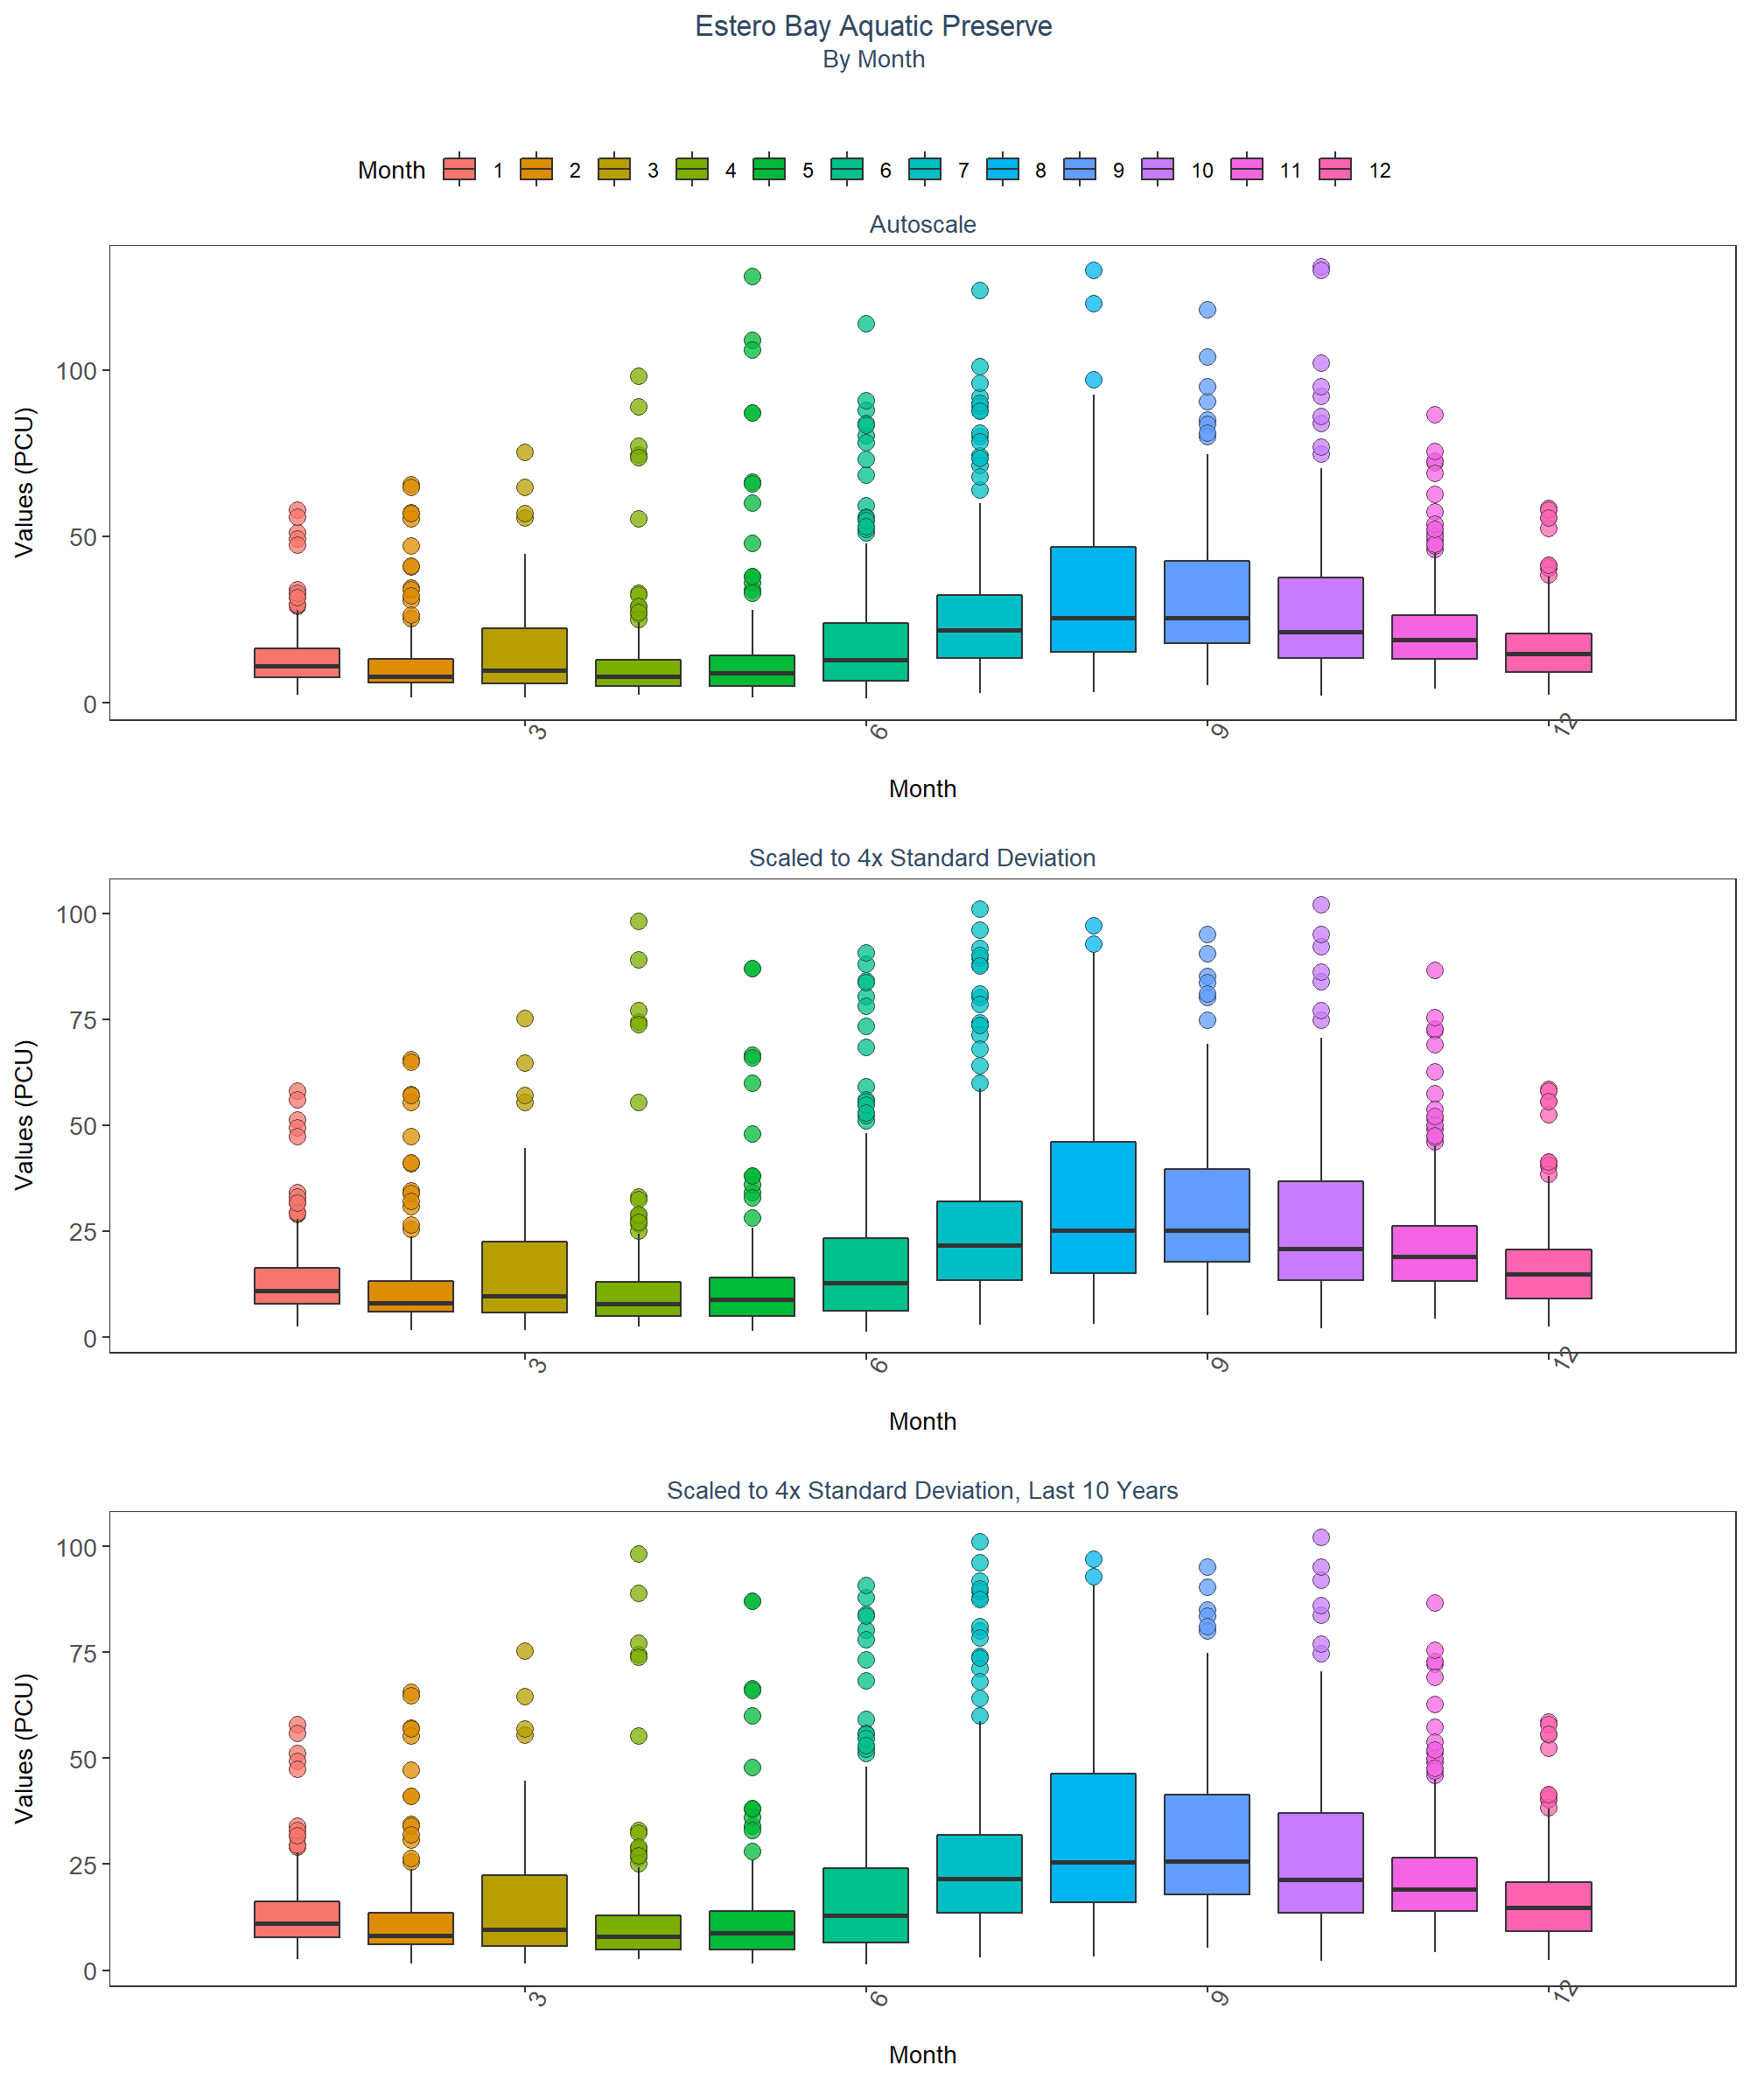 Estero Bay Aquatic Preserve
By Month
Month 1 2 3 4 5 6 7 8 9 10 11 12
Autoscale
Values (PCU)
100
50
0
3 6 9 12
Month
Scaled to 4x Standard Deviation
Values (PCU)
100
75
50
25
0
3 6 9 12
Month
Scaled to 4x Standard Deviation, Last 10 Years
Values (PCU)
100
75
50
25
0
3 6 9 12
Month